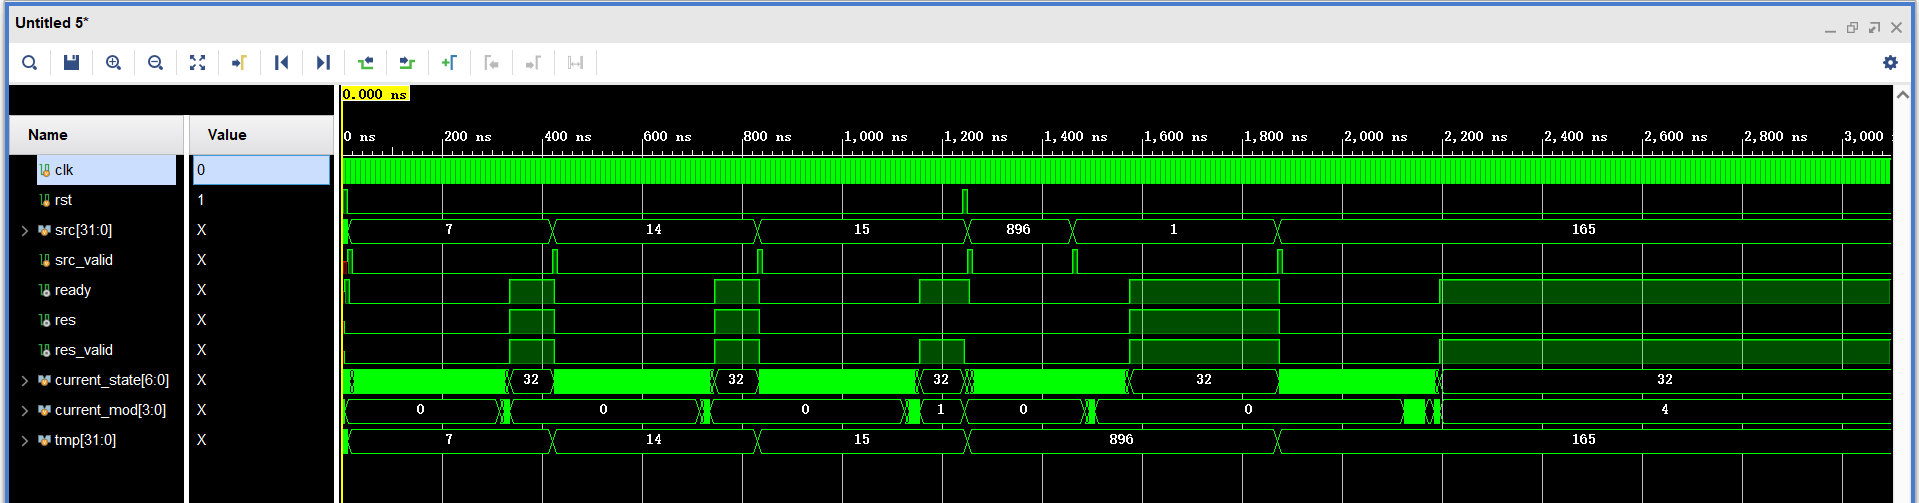 Untitled 5*
0.000 ns
Name Value
0 ns 200 ns 400 ns 600 ns 800 ns 1,000 ns 1,200 ns 1,400 ns 1,600 ns 1,800 ns 2,000 ns 2,200 ns 2,400 ns 2,600 ns 2,800 ns 3,000
clk 0
rst 1
src[31:0] X 7 14 15 896 1 165
src_valid X
ready X
res X
res_valid X
current_state[6:0] X 32 32 32 32 32
current_mod[3:0] X 0 0 0 1 0 0 4
tmp[31:0] X 7 14 15 896 165